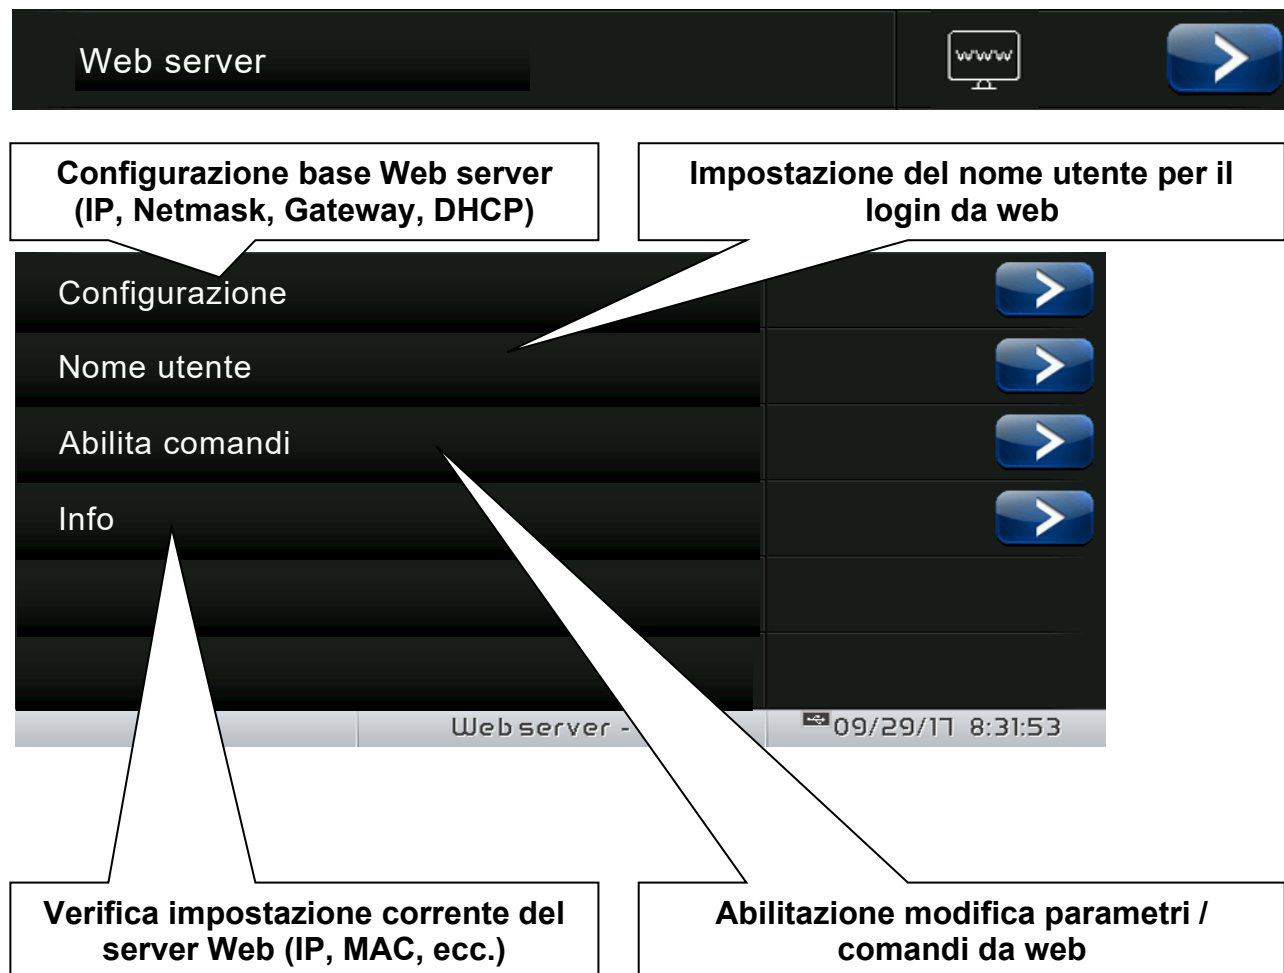 Web server
www
Configurazione base Web server
(IP, Netmask, Gateway, DHCP)
Impostazione del nome utente per il
login da web
Configurazione
Nome utente
Abilita comandi
Info
Web server -
09/29/17 8:31:53
Verifica impostazione corrente del
server Web (IP, MAC, ecc.)
Abilitazione modifica parametri /
comandi da web